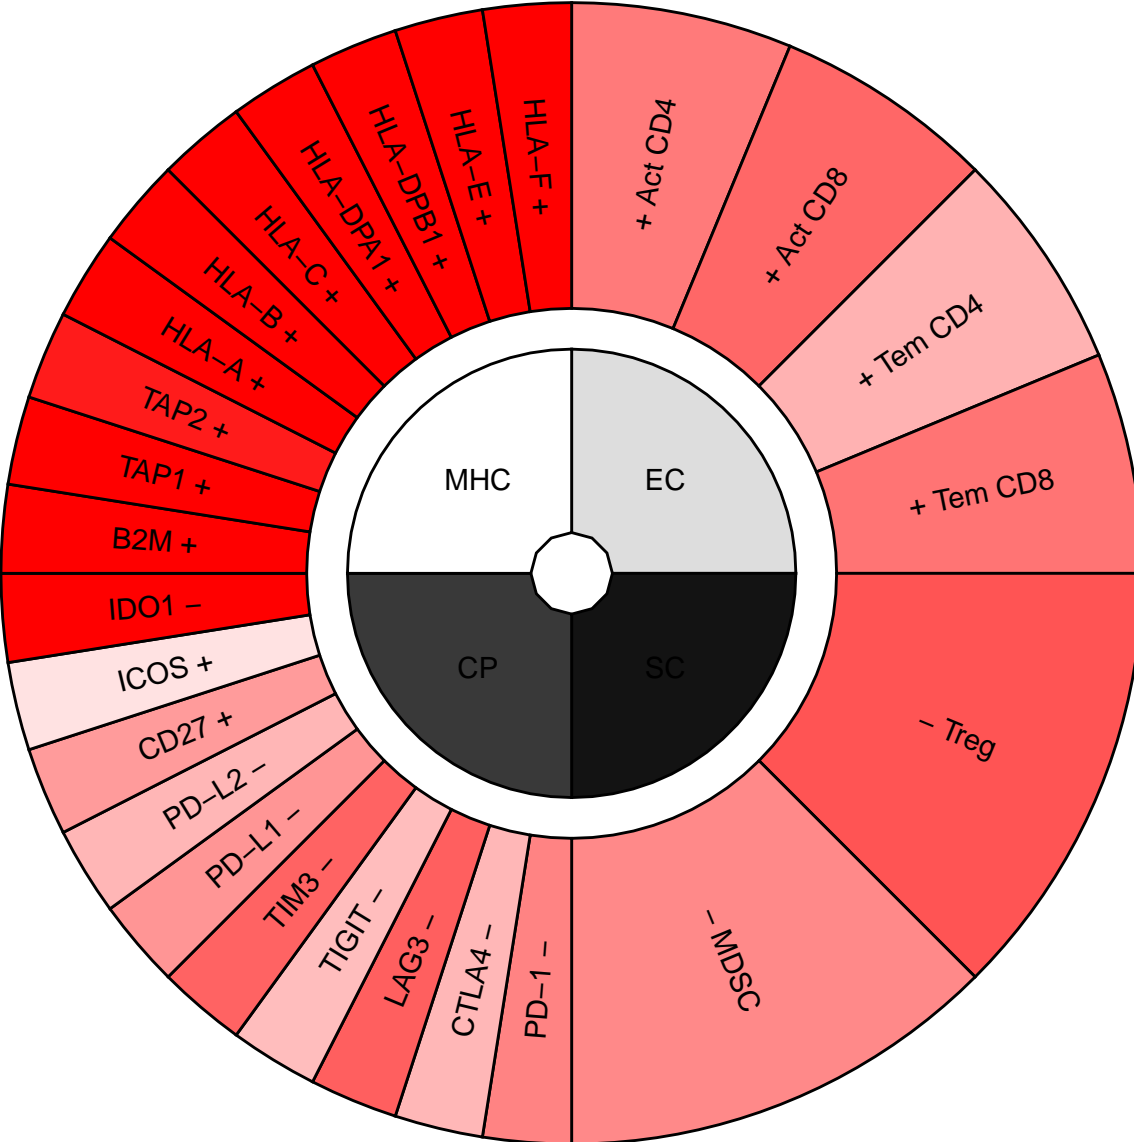 + Act CD4
+ Act CD8
+ Tem CD4
+ Tem CD8
– Treg
– MDSC
PD–1 –
CTLA4 –
LAG3 –
TIGIT –
TIM3 –
PD–L1 –
PD–L2 –
CD27 +
ICOS +
IDO1 –
B2M +
TAP1 +
TAP2 +
HLA–A +
HLA–B +
HLA–C +
HLA–DPA1 +
HLA–DPB1 +
HLA–E +
HLA–F +
MHC
EC
CP
SC